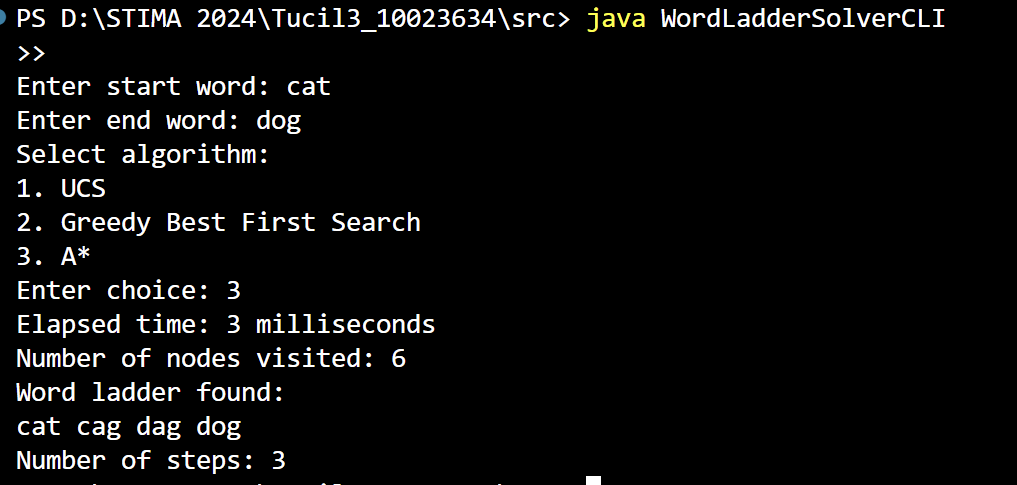 PS D:\STIMA 2024\Tucil3_10023634\src> java WordLadderSolverCLI
>>
Enter start word: cat
Enter end word: dog
Select algorithm:
1. UCS
2. Greedy Best First Search
3. A*
Enter choice: 3
Elapsed time: 3 milliseconds
Number of nodes visited: 6
Word ladder found:
cat cag dag dog
Number of steps: 3